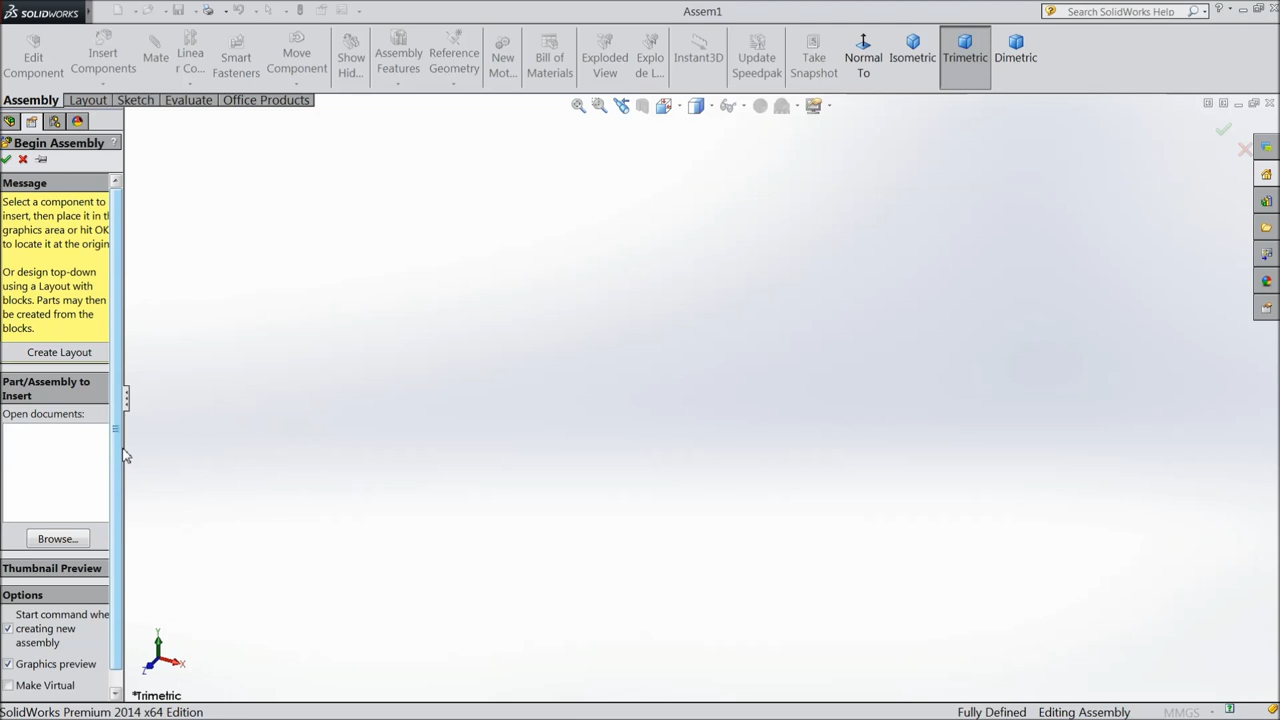 SOLIDWORKS
Assem1
Search SolidWorks Help
Edit
Component
Insert
Components
Mate
Linea
r Co...
Smart
Fasteners
Move
Component
Show
Hid...
Assembly
Features
Reference
Geometry
New
Mot...
Bill of
Materials
Exploded
View
Explo
de L...
Instant3D
Update
Speedpak
Take
Snapshot
Normal
To
Isometric
Trimetric
Dimetric
Assembly
Layout
Sketch
Evaluate
Office Products
Begin Assembly
?
Message
Select a component to
insert, then place it in th
graphics area or hit OK
to locate it at the origin
Or design top-down
using a Layout with
blocks. Parts may then
be created from the
blocks.
Create Layout
Part/Assembly to
Insert
Open documents:
Browse...
Thumbnail Preview
Options
Start command whe
creating new
assembly
Graphics preview
Make Virtual
Y
X
Z
*Trimetric
SolidWorks Premium 2014 x64 Edition
Fully Defined
Editing Assembly
MMGS